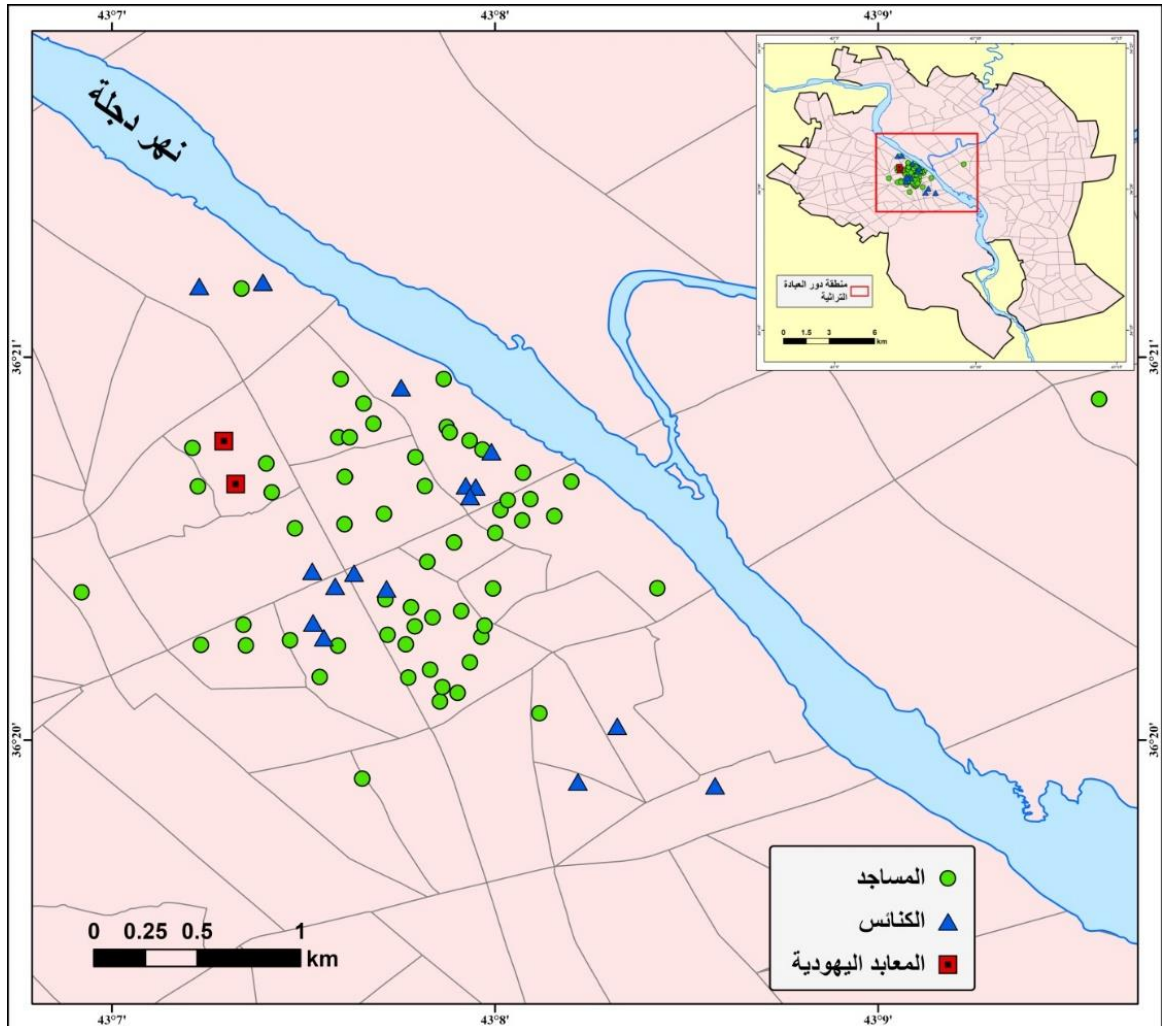 43°7'
43°8'
43°9'
نهر دجلة
منطقة دور العبادة
التراثية
0 1.5 3 6
km
36°21'
36°21'
36°20'
36°20'
المساجد
الكنائس
المعابد اليهودية
0 0.25 0.5 1
km
43°7'
43°8'
43°9'